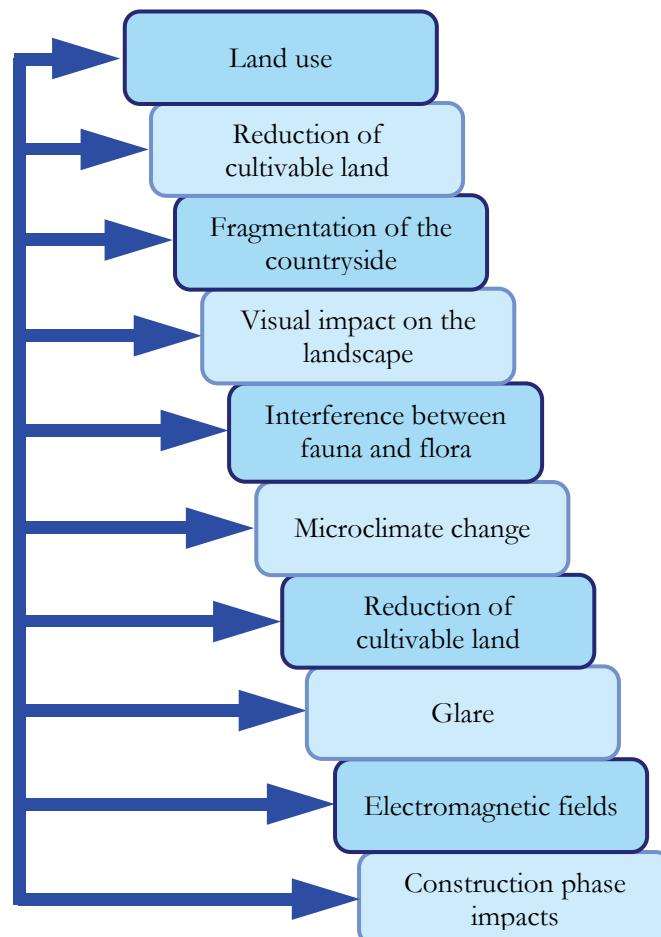 Land use
Reduction of
cultivable land
Fragmentation of the
countryside
Visual impact on the
landscape
Interference between
fauna and flora
Microclimate change
Reduction of
cultivable land
Glare
Electromagnetic fields
Construction phase
impacts